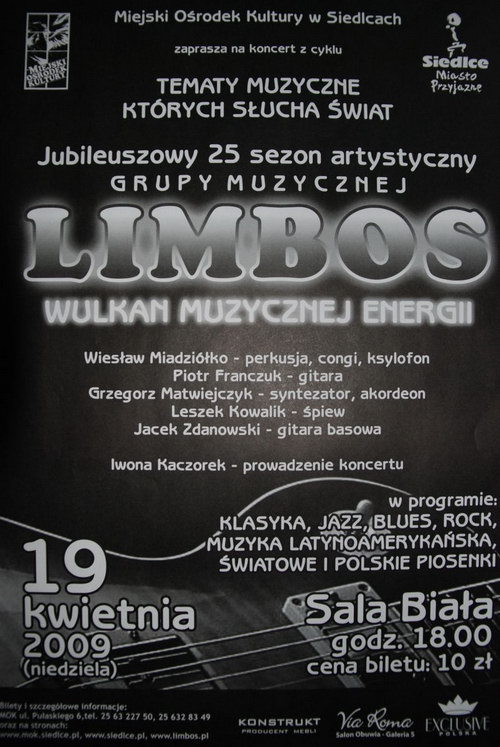 Miejski Ośrodek Kultury w Siedlcach
zaprasza na koncert z cyklu
MIEJSKI
OŚRODEK
KULTURY
Siedlce
Miasto
Przyjazne
TEMATY MUZYCZNE
KTÓRYCH SŁUCHA ŚWIAT
Jubileuszowy 25 sezon artystyczny
GRUPY MUZYCZNEJ
LIMBOS
WULKAN MUZYCZNEJ ENERGII
Wiesław Miadziółko - perkusja, congi, ksylofon
Piotr Franczuk - gitara
Grzegorz Matwiejczyk - syntezator, akordeon
Leszek Kowalik - śpiew
Jacek Zdanowski - gitara basowa
Iwona Kaczorek - prowadzenie koncertu
w programie:
KLASYKA, JAZZ, BLUES, ROCK,
MUZYKA LATYNOAMERYKAŃSKA,
ŚWIATOWE I POLSKIE PIOSENKI
19
kwietnia
2009
(niedziela)
Sala Biała
godz. 18.00
cena biletu: 10 zł
Bilety i szczegółowe informacje:
MOK ul. Pułaskiego 6,tel. 25 63 227 50, 25 632 83 49
oraz na stronach:
www.mok.siedlce.pl, www.siedlce.pl, www.limbos.pl
KONSTRUKT
PRODUCENT MEBLI
Via Roma
Salon Obuwia - Galeria S
EXCLUSIVE
POLSKA